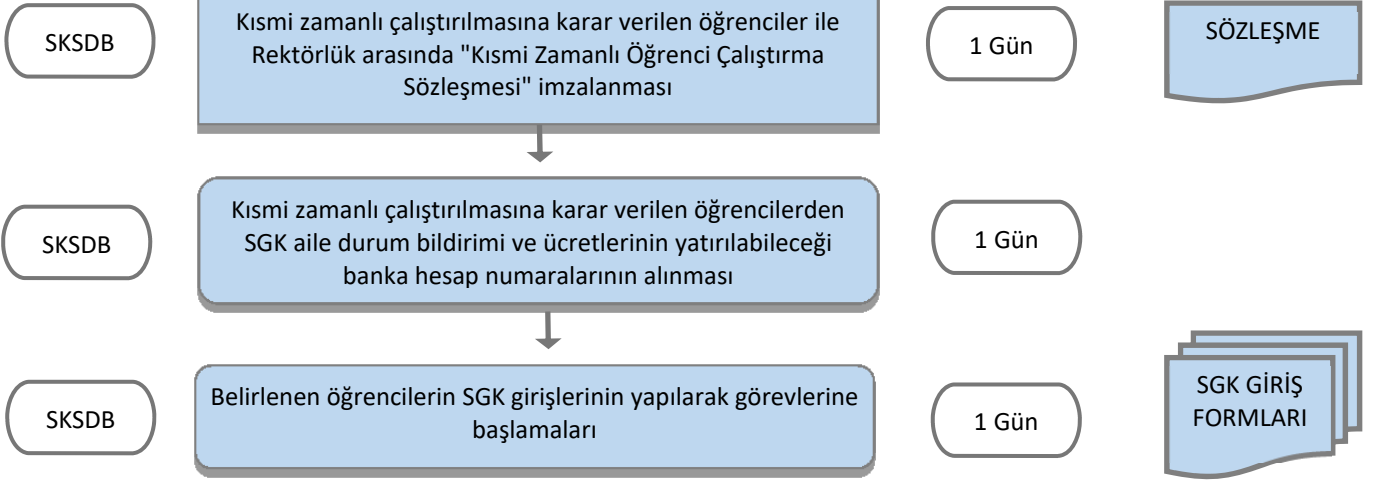 SKSDB
Kısmi zamanlı çalıştırılmasına karar verilen öğrenciler ile
Rektörlük arasında "Kısmi Zamanlı Öğrenci Çalıştırma
Sözleşmesi" imzalanması
1 Gün
SÖZLEŞME
SKSDB
Kısmi zamanlı çalıştırılmasına karar verilen öğrencilerden
SGK aile durum bildirimi ve ücretlerinin yatırılabileceği
banka hesap numaralarının alınması
1 Gün
SKSDB
Belirlenen öğrencilerin SGK girişlerinin yapılarak görevlerine
başlamaları
1 Gün
SGK GİRİŞ
FORMLARI